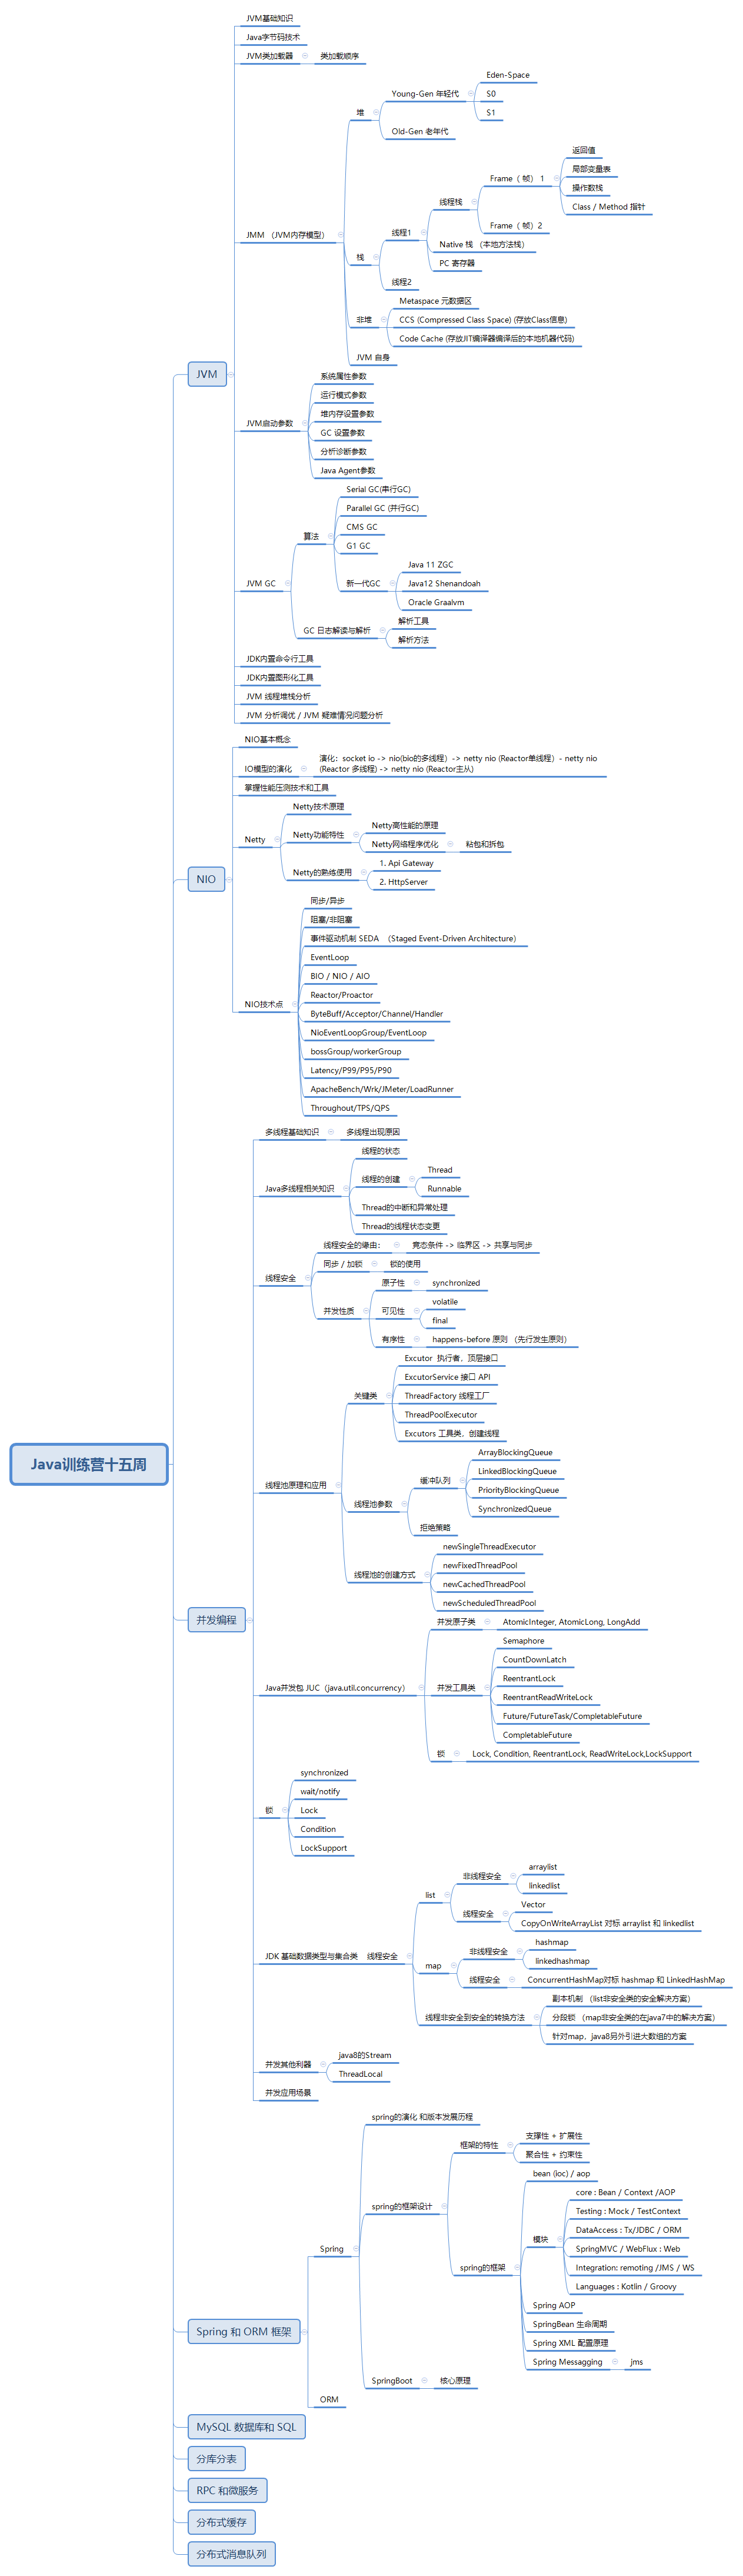 Java训练营十五周
JVM
JVM基础知识
Java字节码技术
JVM类加载器
类加载顺序
JMM （JVM内存模型）
堆
Young-Gen 年轻代
Eden-Space
S0
S1
Old-Gen 老年代
栈
线程1
线程栈
Frame（ 帧） 1
返回值
局部变量表
操作数栈
Class / Method 指针
Frame（ 帧）2
Native 栈 （本地方法栈）
PC 寄存器
线程2
非堆
Metaspace 元数据区
CCS (Compressed Class Space) (存放Class信息)
Code Cache (存放JIT编译器编译后的本地机器代码)
JVM 自身
JVM启动参数
系统属性参数
运行模式参数
堆内存设置参数
GC 设置参数
分析诊断参数
Java Agent参数
JVM GC
算法
Serial GC(串行GC)
Parallel GC (并行GC)
CMS GC
G1 GC
新一代GC
Java 11 ZGC
Java12 Shenandoah
Oracle Graalvm
GC 日志解读与解析
解析工具
解析方法
JDK内置命令行工具
JDK内置图形化工具
JVM 线程堆栈分析
JVM 分析调优 / JVM 疑难情况问题分析
NIO
NIO基本概念
IO模型的演化
演化：socket io -> nio(bio的多线程）-> netty nio (Reactor单线程）- netty nio
(Reactor 多线程) -> netty nio (Reactor主从)
掌握性能压测技术和工具
Netty
Netty技术原理
Netty功能特性
Netty高性能的原理
Netty网络程序优化
粘包和拆包
Netty的熟练使用
1. Api Gateway
2. HttpServer
NIO技术点
同步/异步
阻塞/非阻塞
事件驱动机制 SEDA （Staged Event-Driven Architecture）
EventLoop
BIO / NIO / AIO
Reactor/Proactor
ByteBuff/Acceptor/Channel/Handler
NioEventLoopGroup/EventLoop
bossGroup/workerGroup
Latency/P99/P95/P90
ApacheBench/Wrk/JMeter/LoadRunner
Throughout/TPS/QPS
并发编程
多线程基础知识
多线程出现原因
Java多线程相关知识
线程的状态
线程的创建
Thread
Runnable
Thread的中断和异常处理
Thread的线程状态变更
线程安全
线程安全的缘由：
竟态条件 -> 临界区 -> 共享与同步
同步 / 加锁
锁的使用
并发性质
原子性
synchronized
可见性
volatile
final
有序性
happens-before 原则 （先行发生原则）
线程池原理和应用
关键类
Excutor 执行者，顶层接口
ExcutorService 接口 API
ThreadFactory 线程工厂
ThreadPoolExecutor
Excutors 工具类，创建线程
线程池参数
缓冲队列
ArrayBlockingQueue
LinkedBlockingQueue
PriorityBlockingQueue
SynchronizedQueue
拒绝策略
线程池的创建方式
newSingleThreadExecutor
newFixedThreadPool
newCachedThreadPool
newScheduledThreadPool
Java并发包 JUC（java.util.concurrency）
并发原子类
AtomicInteger, AtomicLong, LongAdd
并发工具类
Semaphore
CountDownLatch
ReentrantLock
ReentrantReadWriteLock
Future/FutureTask/CompletableFuture
CompletableFuture
锁
Lock, Condition, ReentrantLock, ReadWriteLock,LockSupport
锁
synchronized
wait/notify
Lock
Condition
LockSupport
JDK 基础数据类型与集合类 线程安全
list
非线程安全
arraylist
linkedlist
线程安全
Vector
CopyOnWriteArrayList 对标 arraylist 和 linkedlist
map
非线程安全
hashmap
linkedhashmap
线程安全
ConcurrentHashMap对标 hashmap 和 LinkedHashMap
线程非安全到安全的转换方法
副本机制 （list非安全类的安全解决方案）
分段锁 （map非安全类的在java7中的解决方案）
针对map，java8另外引进大数组的方案
并发其他利器
java8的Stream
ThreadLocal
并发应用场景
Spring 和 ORM 框架
Spring
spring的演化 和版本发展历程
spring的框架设计
框架的特性
支撑性 + 扩展性
聚合性 + 约束性
spring的框架
bean (ioc) / aop
模块
core : Bean / Context /AOP
Testing : Mock / TestContext
DataAccess : Tx/JDBC / ORM
SpringMVC / WebFlux : Web
Integration: remoting /JMS / WS
Languages : Kotlin / Groovy
Spring AOP
SpringBean 生命周期
Spring XML 配置原理
Spring Messagging
jms
SpringBoot
核心原理
ORM
MySQL 数据库和 SQL
分库分表
RPC 和微服务
分布式缓存
分布式消息队列